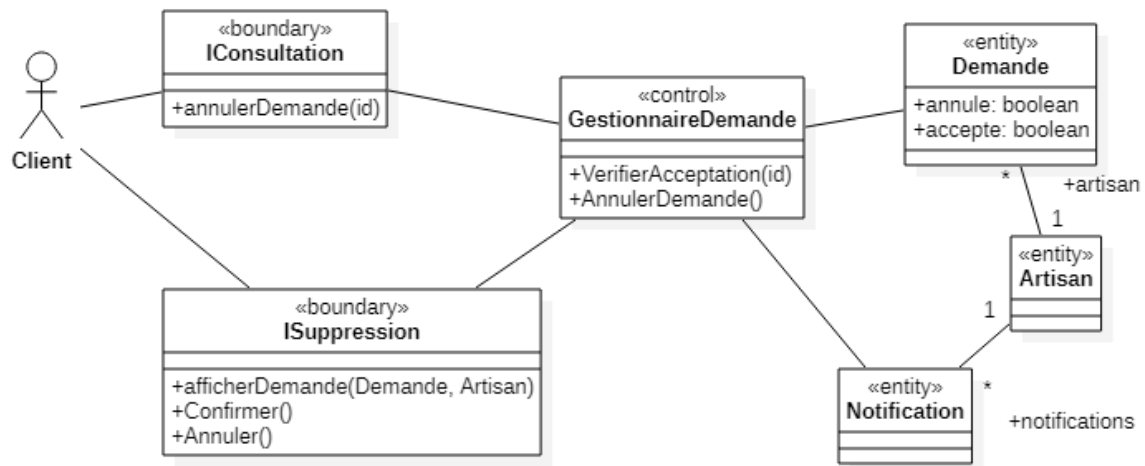 «boundary»
IConsultation
+annulerDemande(id)
Client
«control»
GestionnaireDemande
+VerifierAcceptation(id)
+AnnulerDemande()
«entity»
Demande
+annule: boolean
+accepte: boolean
*
+artisan
1
«entity»
Artisan
1
«boundary»
ISuppression
+afficherDemande(Demande, Artisan)
+Confirmer()
+Annuler()
«entity»
Notification
*
+notifications